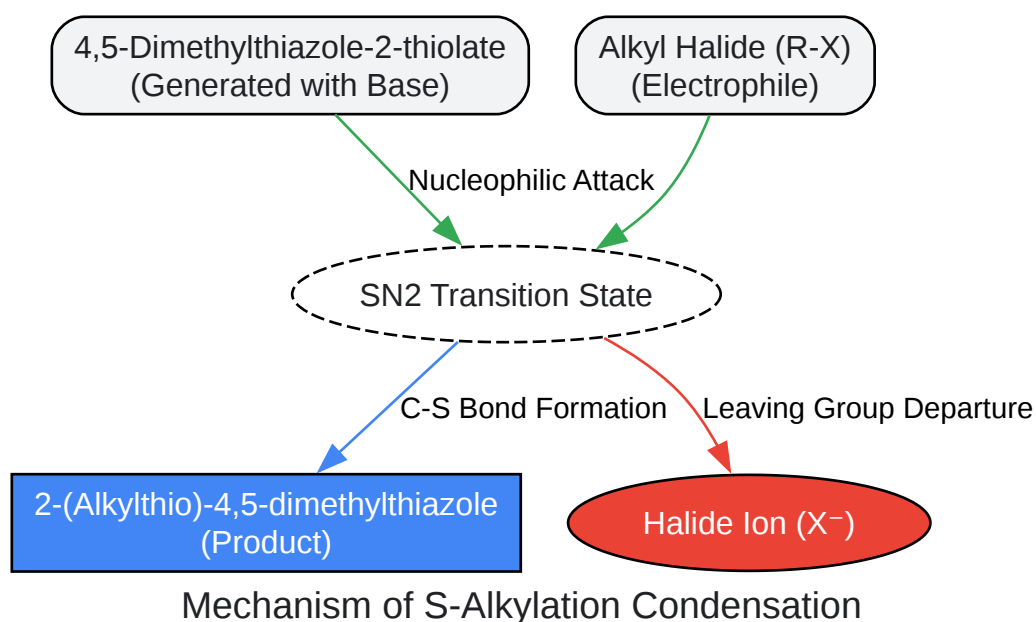 4,5-Dimethylthiazole-2-thiolate
(Generated with Base)
Alkyl Halide (R-X)
(Electrophile)
Nucleophilic Attack
SN2 Transition State
C-S Bond Formation
Leaving Group Departure
2-(Alkylthio)-4,5-dimethylthiazole
(Product)
Halide Ion (X⁻)
Mechanism of S-Alkylation Condensation